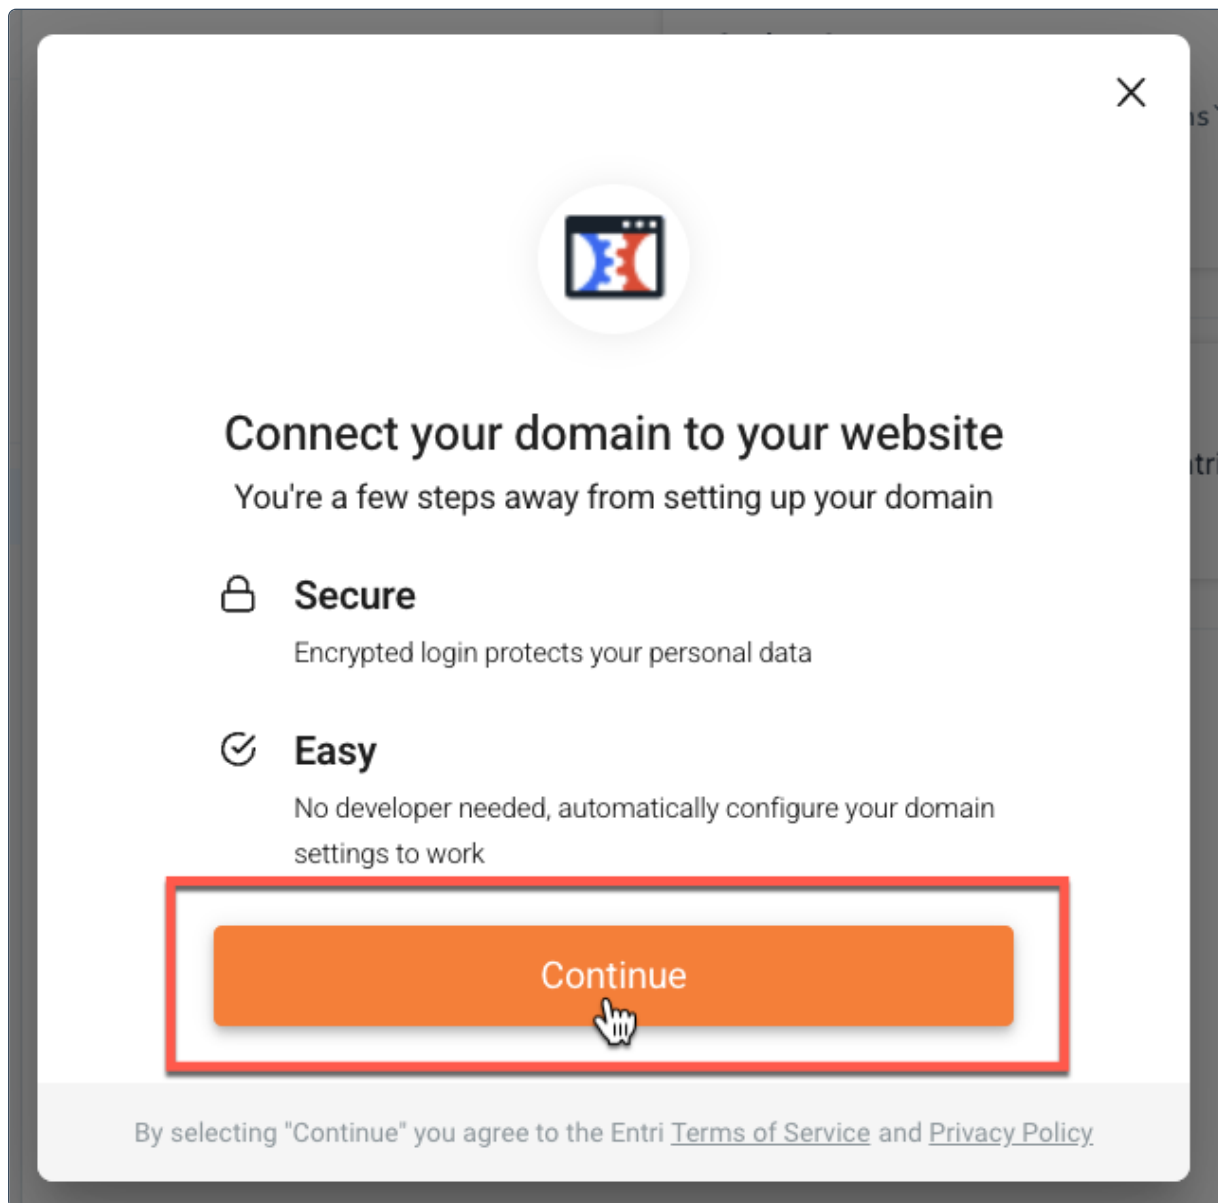 Connect your domain to your website
You're a few steps away from setting up your domain
Secure
Encrypted login protects your personal data
Easy
No developer needed, automatically configure your domain
settings to work
Continue
By selecting "Continue" you agree to the Entri Terms of Service and Privacy Policy